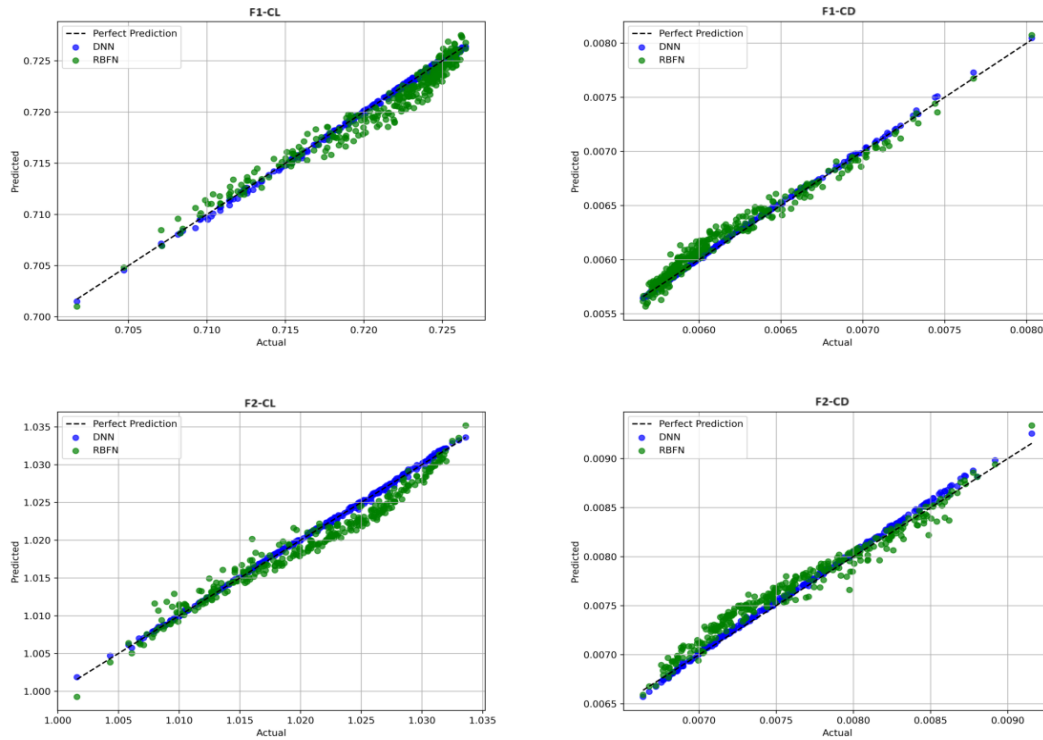 F1-CL
Perfect Prediction
DNN
RBFN
0.725
0.720
0.715
0.710
0.705
0.700
Predicted
0.705 0.710 0.715 0.720 0.725
Actual
F1-CD
Perfect Prediction
DNN
RBFN
0.0080
0.0075
0.0070
0.0065
0.0060
0.0055
Predicted
0.0060 0.0065 0.0070 0.0075 0.0080
Actual
F2-CL
Perfect Prediction
DNN
RBFN
1.035
1.030
1.025
1.020
1.015
1.010
1.005
1.000
Predicted
1.000 1.005 1.010 1.015 1.020 1.025 1.030 1.035
Actual
F2-CD
Perfect Prediction
DNN
RBFN
0.0090
0.0085
0.0080
0.0075
0.0070
0.0065
Predicted
0.0070 0.0075 0.0080 0.0085 0.0090
Actual